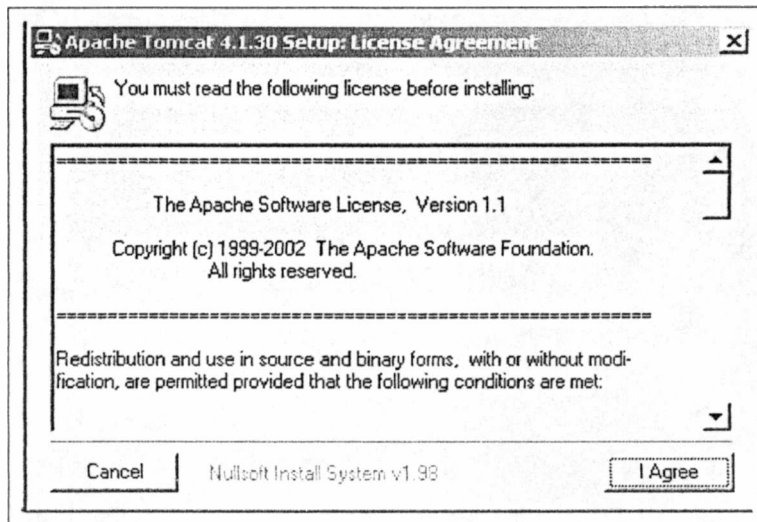 Apache Tomcat 4.1.30 Setup: License Agreement
You must read the following license before installing:
=========================================================
The Apache Software License, Version 1.1
Copyright (c) 1999-2002 The Apache Software Foundation.
All rights reserved.
=========================================================
Redistribution and use in source and binary forms, with or without modi-
fication, are permitted provided that the following conditions are met:
Cancel Nullsoft Install System v1.98 I Agree